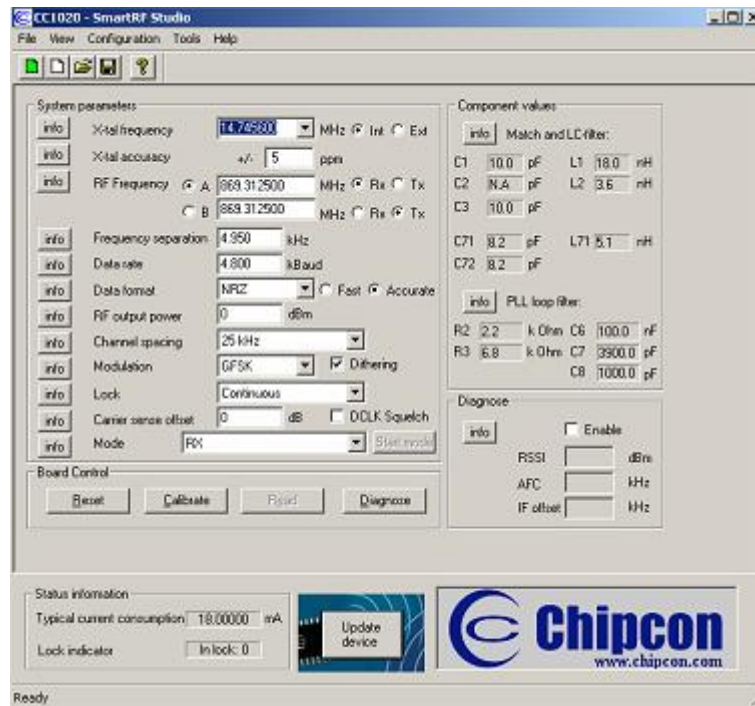 CC1020 - SmartRF Studio
File View Configuration Tools Help
System parameters
info X-tal frequency 14.745600 MHz Int Ext
info X-tal accuracy +/- 5 ppm
info RF Frequency A 869.312500 MHz Rx Tx
B 869.312500 MHz Rx Tx
info Frequency separation 4.950 kHz
info Data rate 4.800 kBaud
info Data format NRZ Fast Accurate
info RF output power 0 dBm
info Channel spacing 25 kHz
info Modulation GFSK Dithering
info Lock Continuous
info Carrier sense offset 0 dB DCLK Squelch
info Mode RX Start mode
Board Control
Reset Calibrate Read Diagnose
Component values
info Match and LC-filter:
C1 10.0 pF L1 18.0 nH
C2 N.A pF L2 3.6 nH
C3 10.0 pF
C71 8.2 pF L71 5.1 nH
C72 8.2 pF
info PLL loop filter:
R2 2.2 k Ohm C6 100.0 nF
R3 6.8 k Ohm C7 3900.0 pF
C8 1000.0 pF
Diagnose
info Enable
RSSI dBm
AFC kHz
IF offset kHz
Status information
Typical current consumption 18.00000 mA
Lock indicator In lock: 0
Update
device
Chipcon
www.chipcon.com
Ready